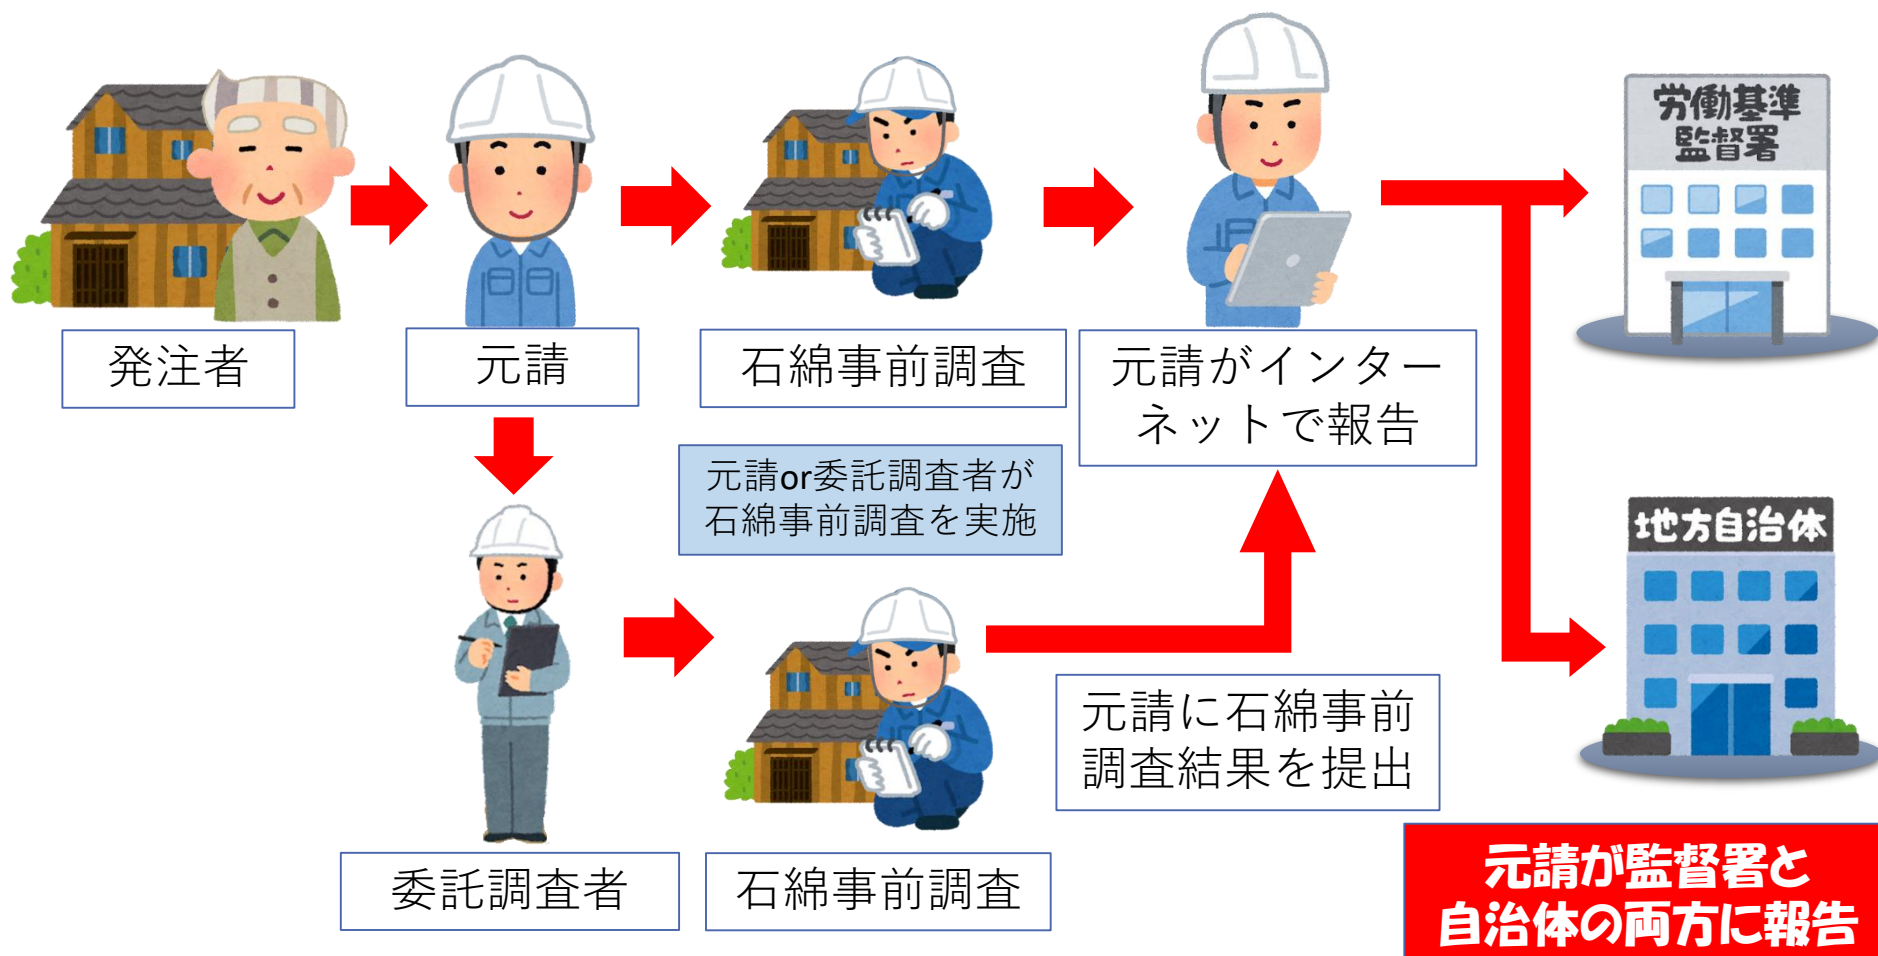 労働基準
監督署
発注者
元請
石綿事前調査
元請がインター
ネットで報告
元請or委託調査者が
石綿事前調査を実施
地方自治体
元請に石綿事前
調査結果を提出
委託調査者
石綿事前調査
元請が監督署と
自治体の両方に報告